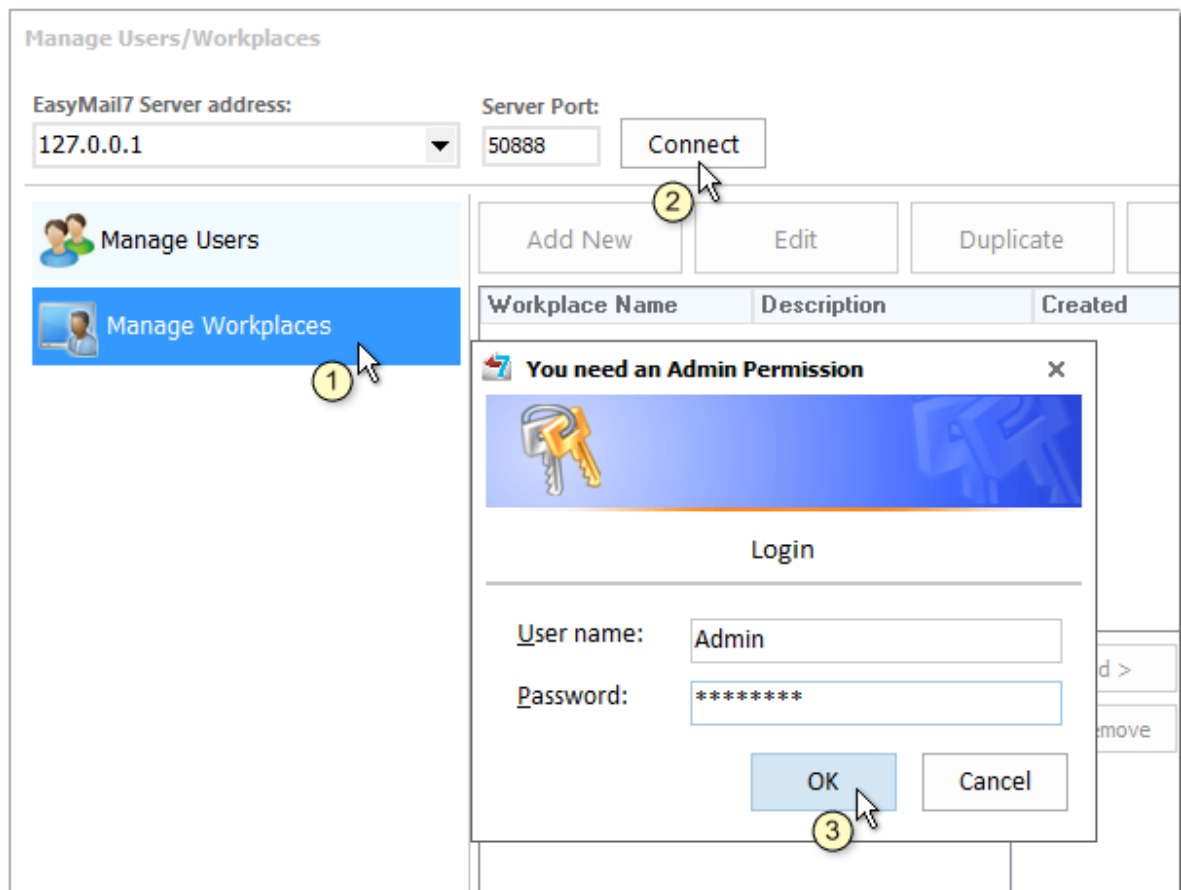 Manage Users/Workplaces
EasyMail7 Server address:
Server Port:
127.0.0.1
50888
Connect
2
Manage Users
Add New
Edit
Duplicate
Manage Workplaces
1
Workplace Name
Description
Created
7
You need an Admin Permission
Login
User name:
Admin
Password:
********
d >
emove
OK
Cancel
3